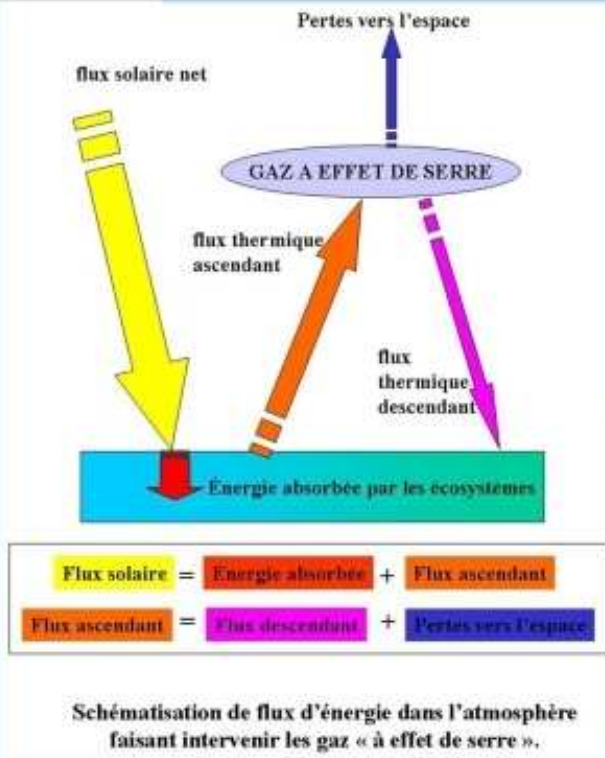 Pertes vers l'espace
flux solaire net
GAZ A EFFET DE SERRE
flux thermique
ascendant
flux
thermique
descendant
Énergie absorbée par les écosystèmes
Flux solaire = Energie absorbée + Flux ascendant
Flux ascendant = Flux descendant + Pertes vers l'espace
Schématisation de flux d'énergie dans l'atmosphère
faisant intervenir les gaz « à effet de serre ».